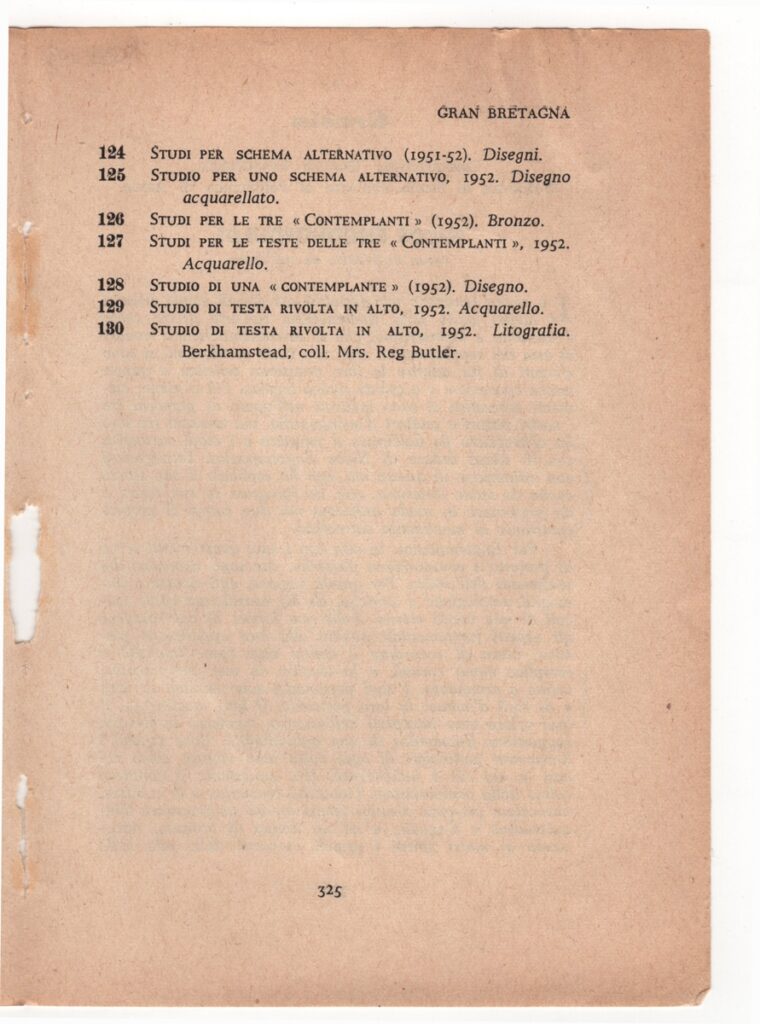 GRAN BRETAGNA
124 STUDI PER SCHEMA ALTERNATIVO (1951-52). Disegni.
125 STUDIO PER UNO SCHEMA ALTERNATIVO, 1952. Disegno
acquarellato.
126 STUDI PER LE TRE « CONTEMPLANTI » (1952). Bronzo.
127 STUDI PER LE TESTE DELLE TRE « CONTEMPLANTI », 1952.
Acquarello.
128 STUDIO DI UNA « CONTEMPLANTE » (1952). Disegno.
129 STUDIO DI TESTA RIVOLTA IN ALTO, 1952. Acquarello.
130 STUDIO DI TESTA RIVOLTA IN ALTO, 1952. Litografia.
Berkhamstead, coll. Mrs. Reg Butler.
325